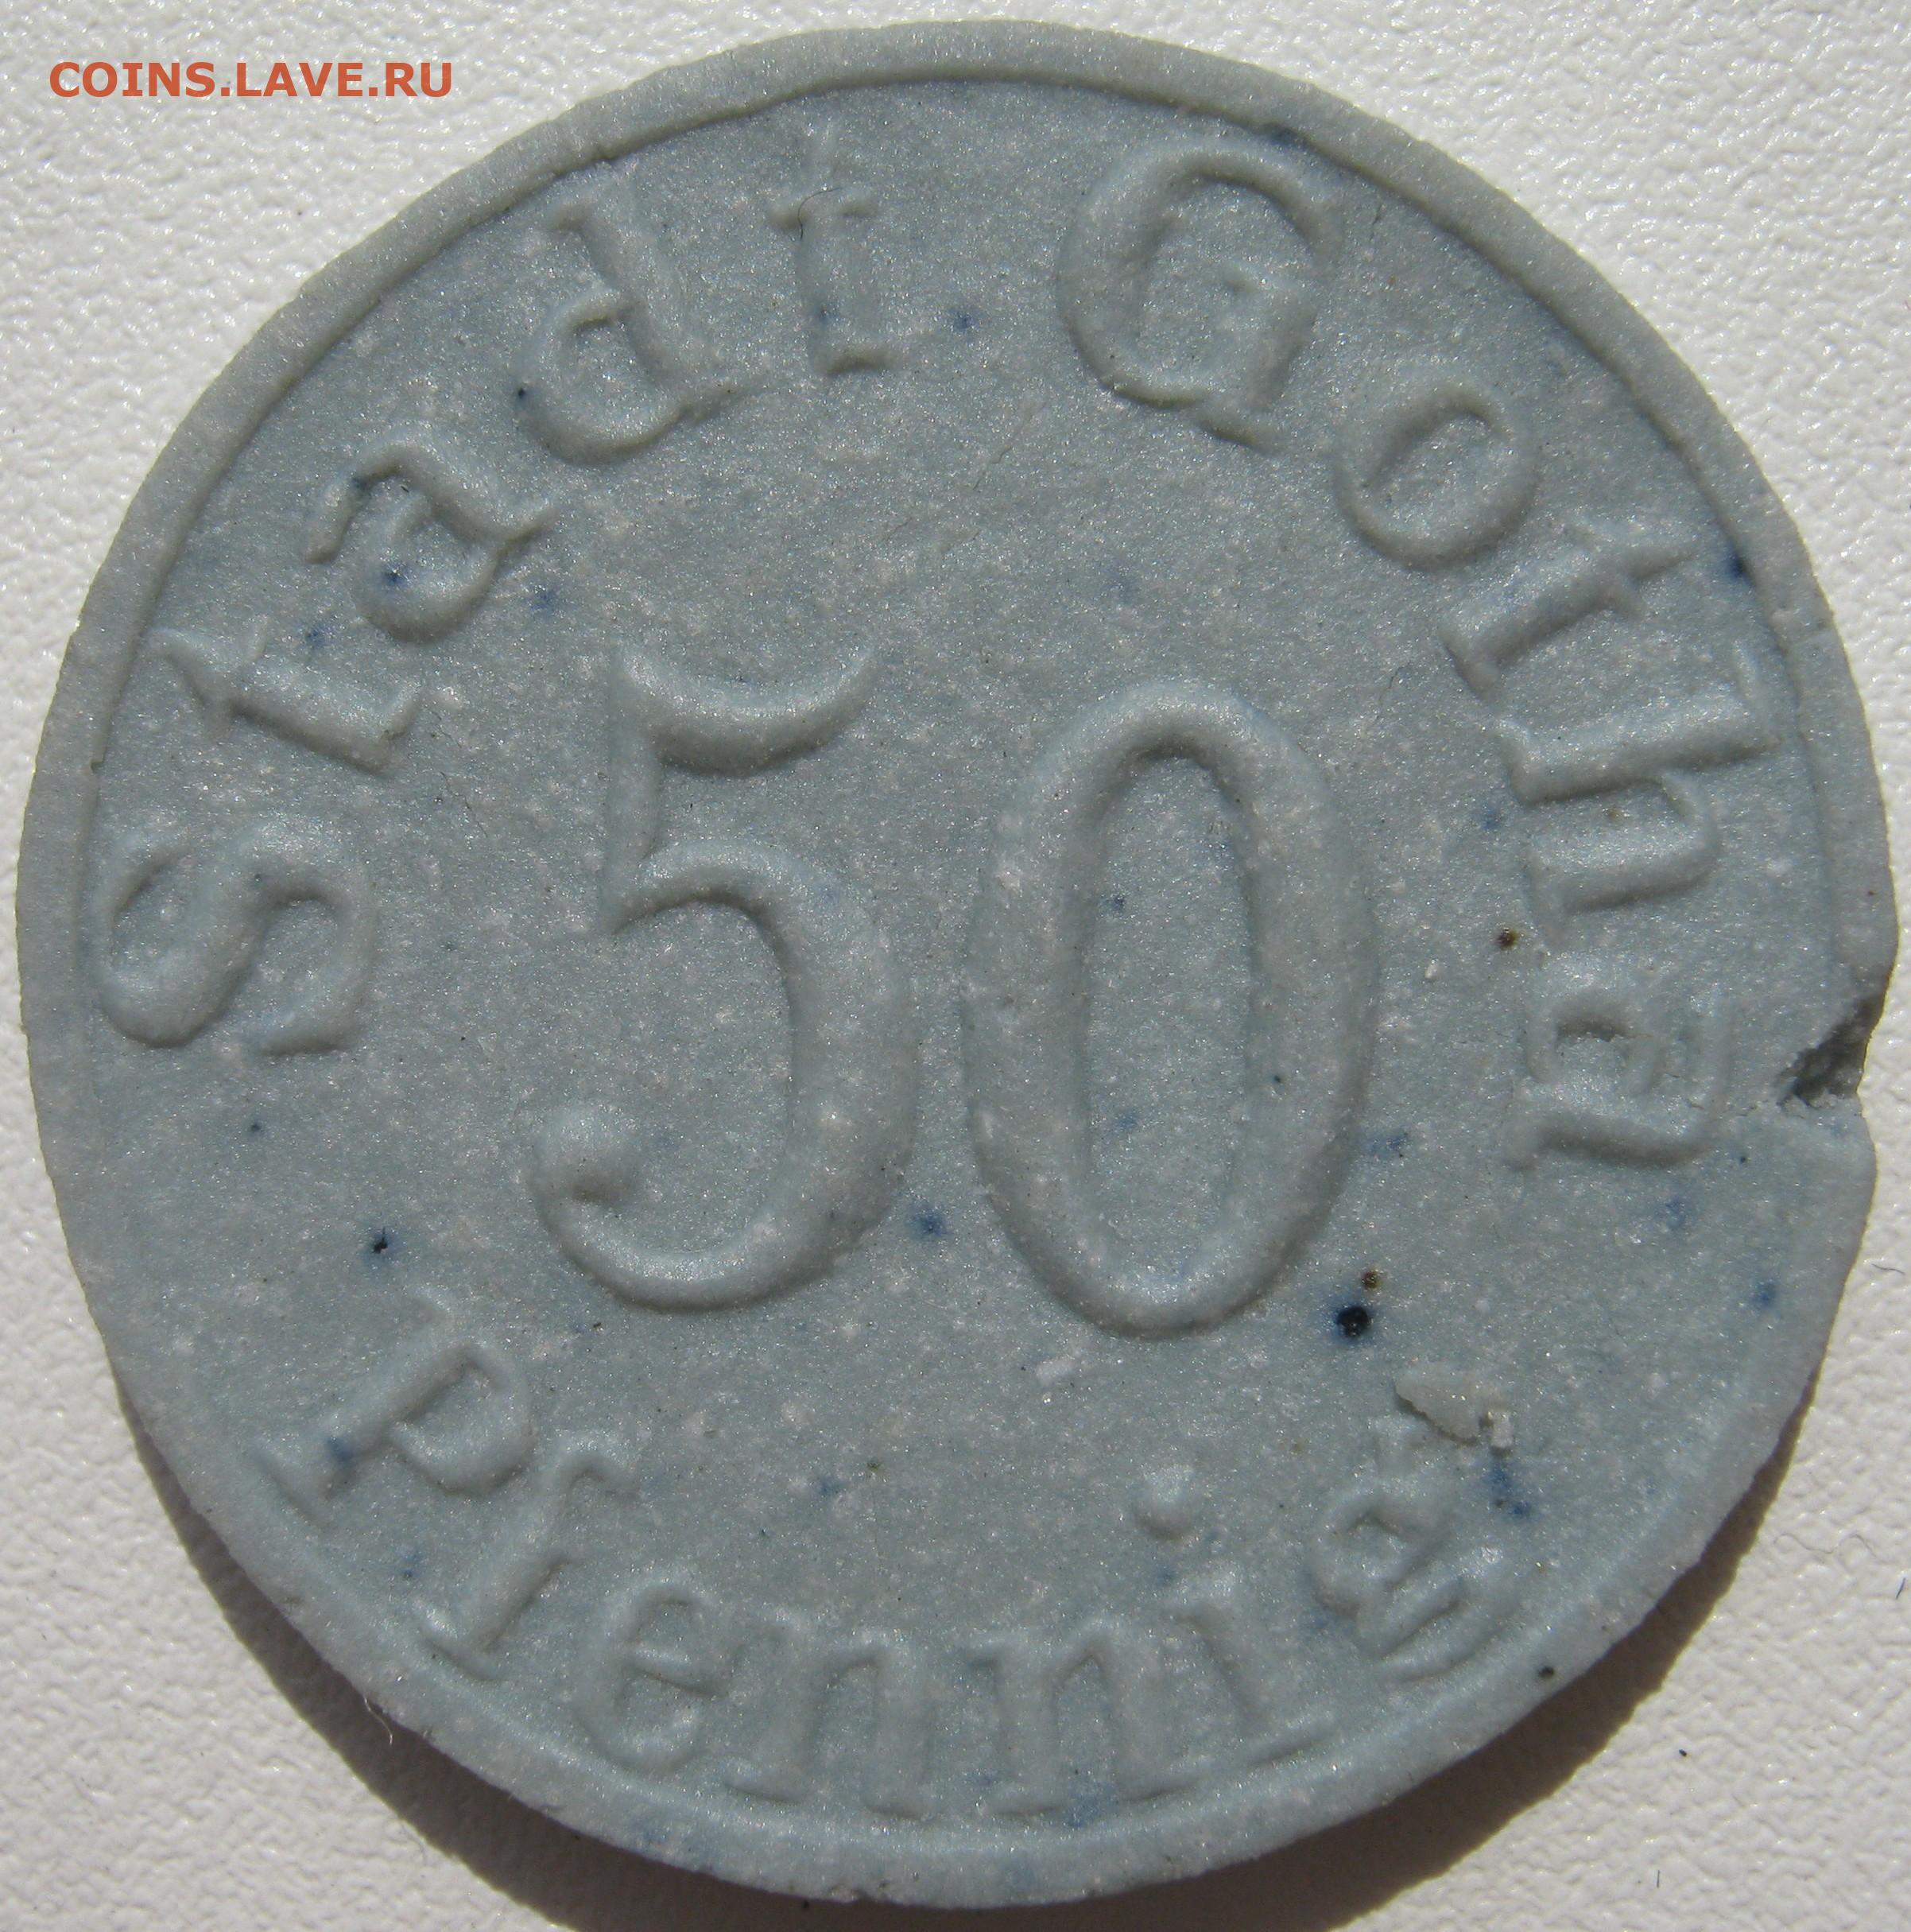 COINS.LAVE.RU
Stadt Gotha
50
Pfennig